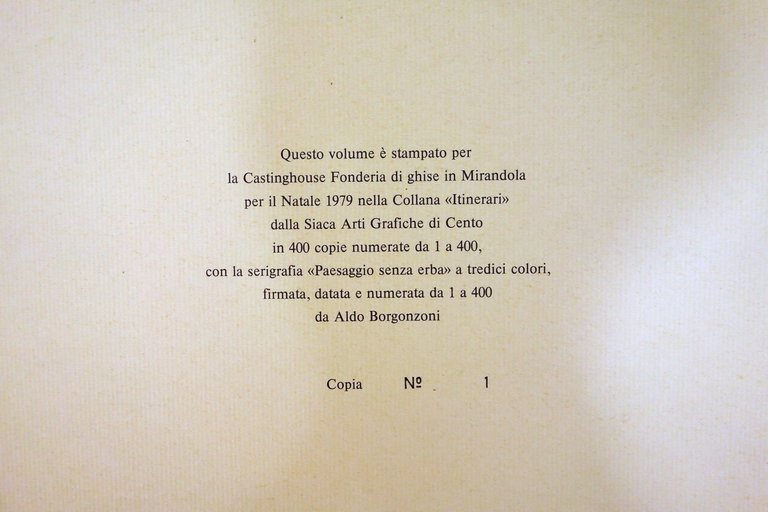 Questo volume è stampato per
la Castinghouse Fonderia di ghise in Mirandola
per il Natale 1979 nella Collana «Itinerari»
dalla Siaca Arti Grafiche di Cento
in 400 copie numerate da 1 a 400,
con la serigrafia «Paesaggio senza erba» a tredici colori,
firmata, datata e numerata da 1 a 400
da Aldo Borgonzoni
Copia Nº 1